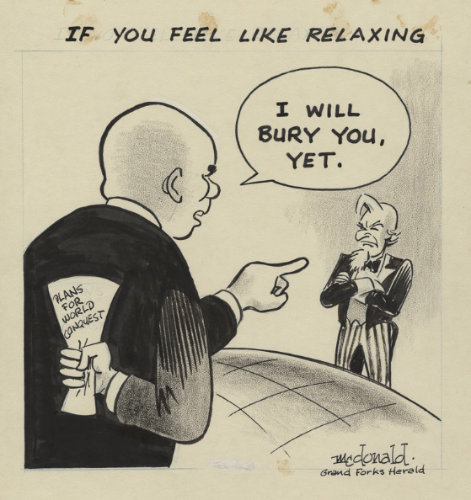 IF YOU FEEL LIKE RELAXING
I WILL
BURY YOU,
YET.
PLANS
FOR
WORLD
CONQUEST
McDonald.
Grand Forks Herald